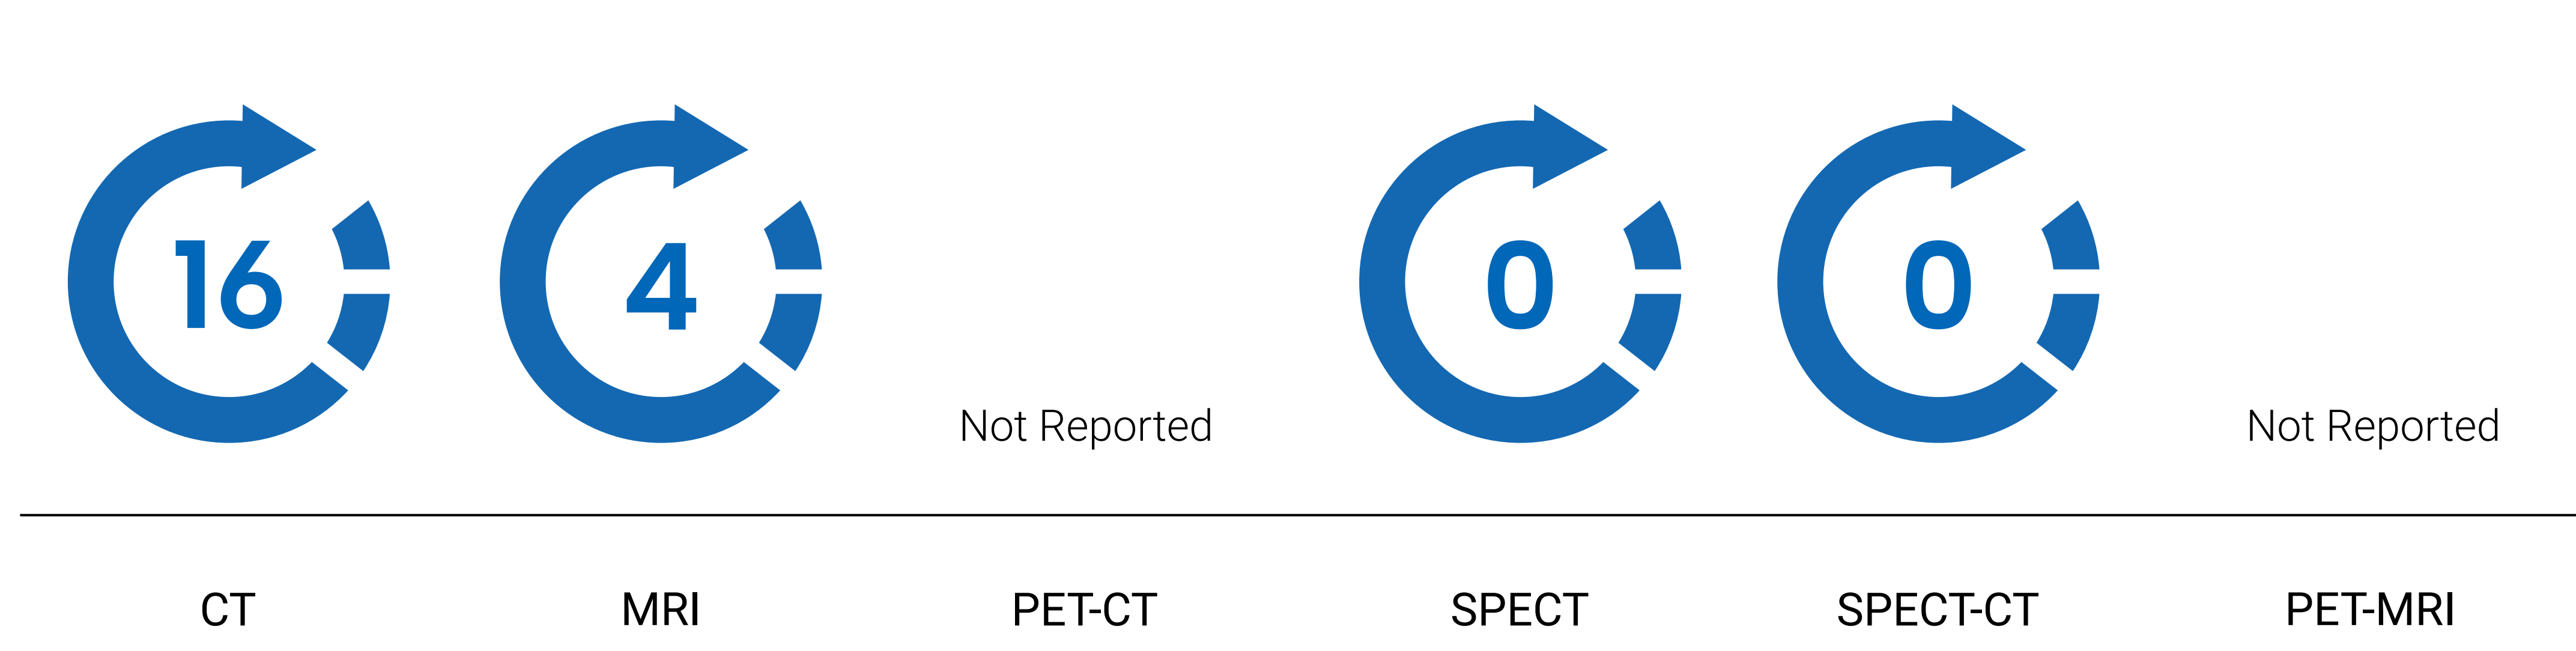 16
4
0
0
Not Reported
Not Reported
CT
MRI
PET-CT
SPECT
SPECT-CT
PET-MRI